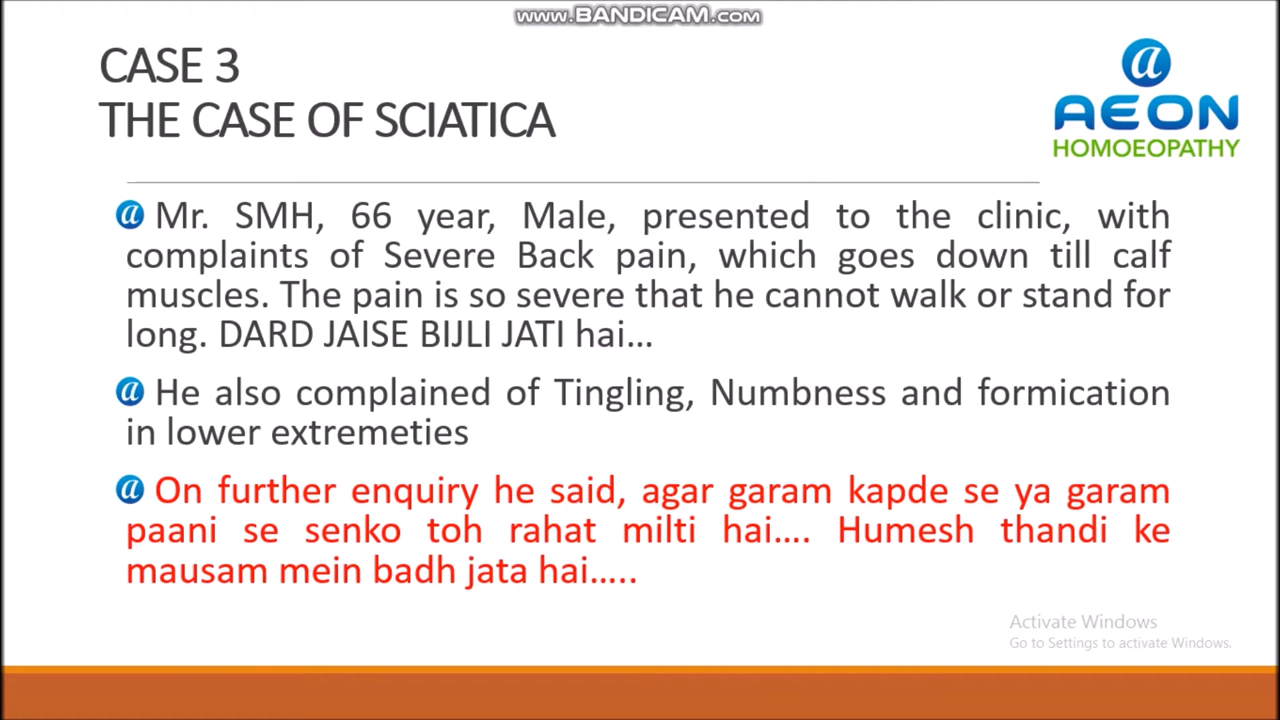 www.BANDICAM.com
CASE 3
THE CASE OF SCIATICA
a
AEON
HOMOEOPATHY
a Mr. SMH, 66 year, Male, presented to the clinic, with
complaints of Severe Back pain, which goes down till calf
muscles. The pain is so severe that he cannot walk or stand for
long. DARD JAISE BIJLI JATI hai...
a He also complained of Tingling, Numbness and formication
in lower extremeties
a On further enquiry he said, agar garam kapde se ya garam
paani se senko toh rahat milti hai.... Humesh thandi ke
mausam mein badh jata hai.....
Activate Windows
Go to Settings to activate Windows.